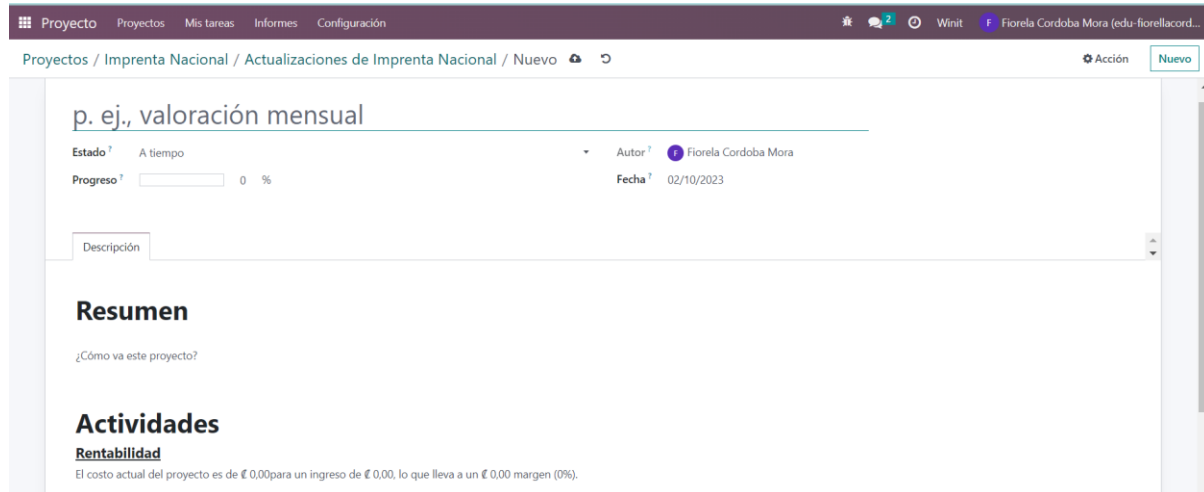 Proyecto Proyectos Mis tareas Informes Configuración 2 Winit F Fiorela Cordoba Mora (edu-fiorellacord...
Proyectos / Imprenta Nacional / Actualizaciones de Imprenta Nacional / Nuevo Acción Nuevo
p. ej., valoración mensual
Estado ? A tiempo Autor ? F Fiorela Cordoba Mora
Progreso ? 0 % Fecha ? 02/10/2023
Descripción
Resumen
¿Cómo va este proyecto?
Actividades
Rentabilidad
El costo actual del proyecto es de ₡ 0,00para un ingreso de ₡ 0,00, lo que lleva a un ₡ 0,00 margen (0%).